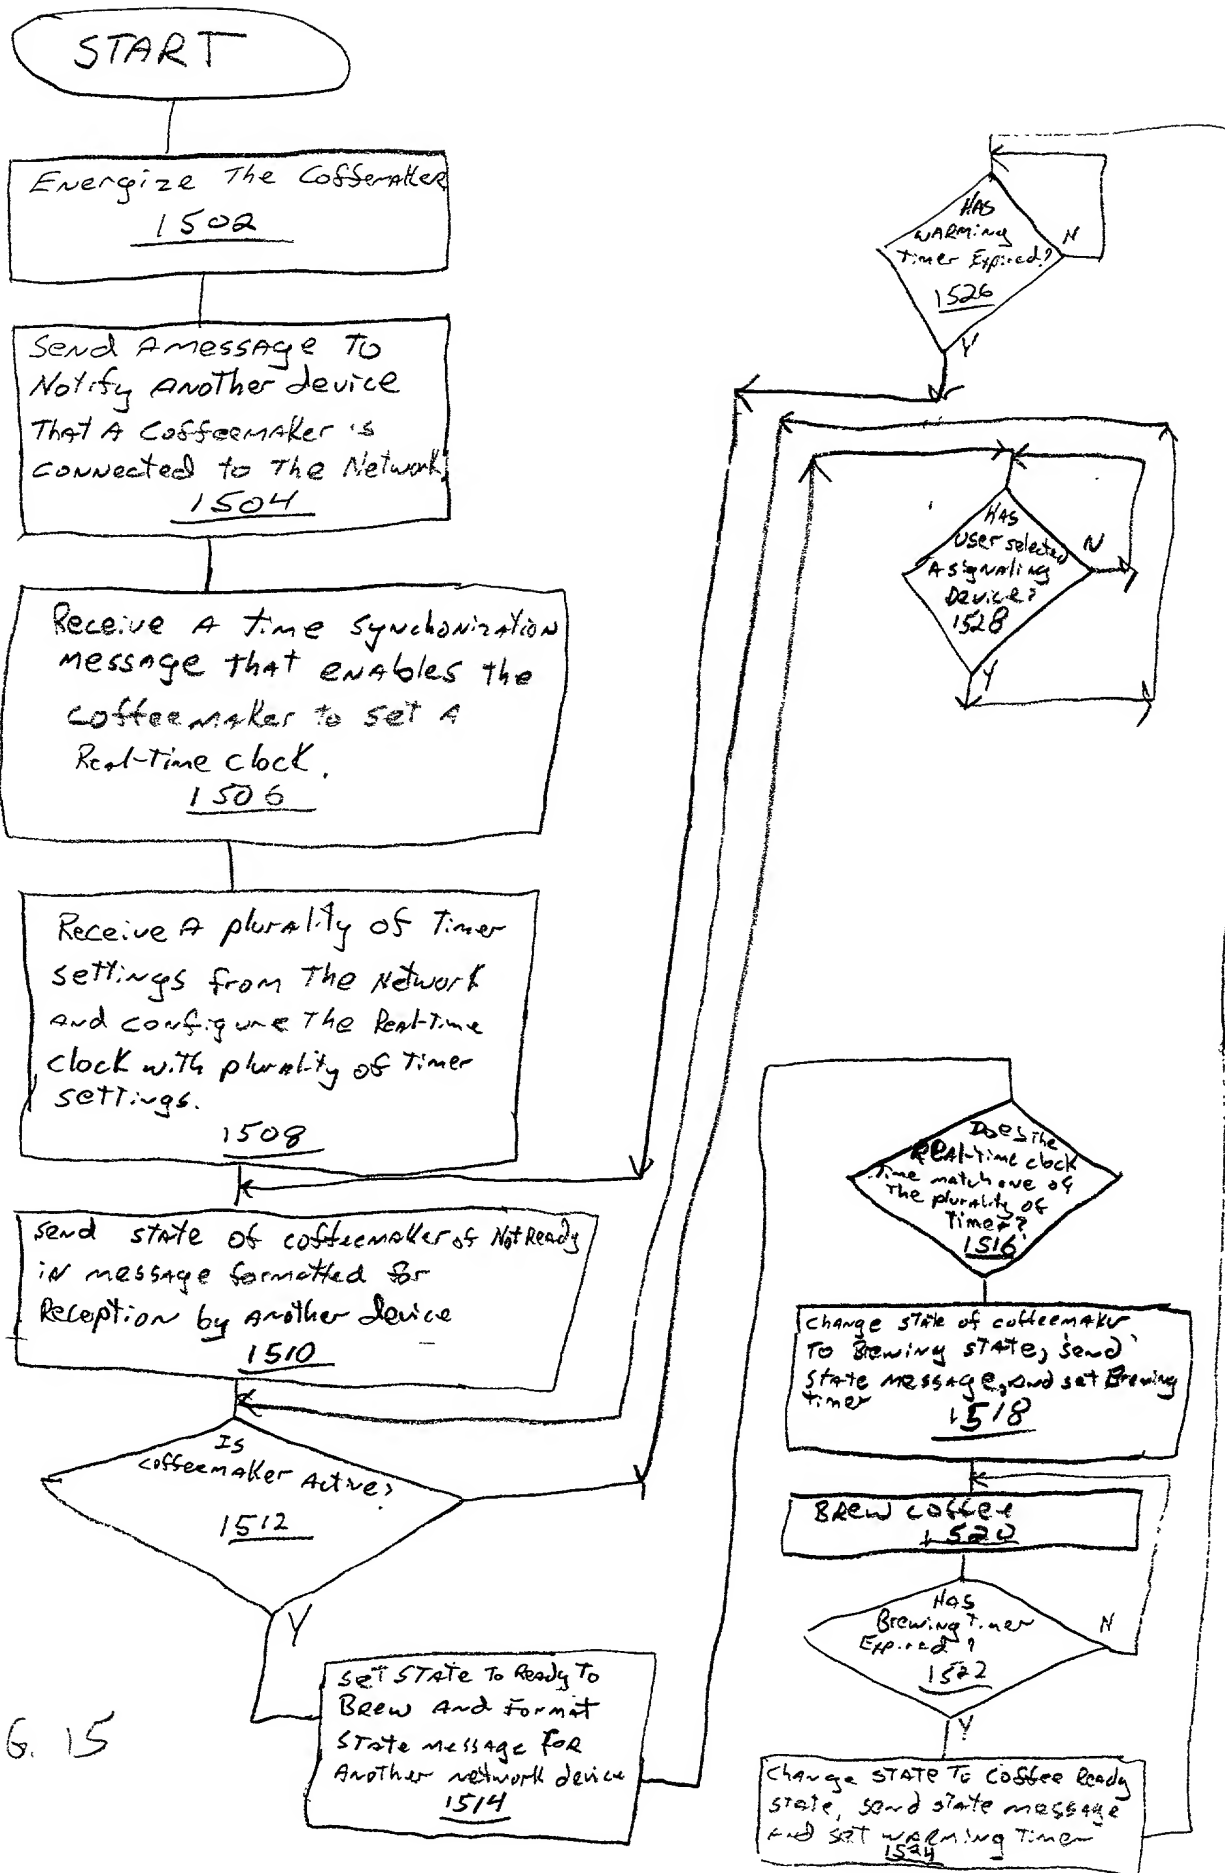 START
Energize The Coffemaker
1502
Send A message To
Notify Another device
That A Coffeemaker is
connected to The Network
1504
Receive A time synchonization
message that enables the
coffeemaker to set A
Real-Time clock.
1506
Receive A plurality of Timer
settings from The Network
And configure The Real-Time
clock with plurality of Timer
settings.
1508
send state of coffeemaker of Not Ready
in message formatted for
Reception by Another device
1510
Is
coffeemaker Active?
1512
Y
set STATE To Ready To
Brew And Format
State message FOR
Another network device
1514
G. 15
HAS
WARMing
Timer Expired?
1526
N
Y
HAS
User selected
A signaling
Device?
1528
N
Y
Does The
REAL-Time clock
Time match one of
The plurality of
Times?
1516
change state of coffeemaker
To Brewing state, send
state message, and set Brewing
timer
1518
Brew coffee
1520
HAS
Brewing Timer
Expired?
1522
N
Y
Change STATE To Coffee Ready
state, send state message
And set warming Timer
1524